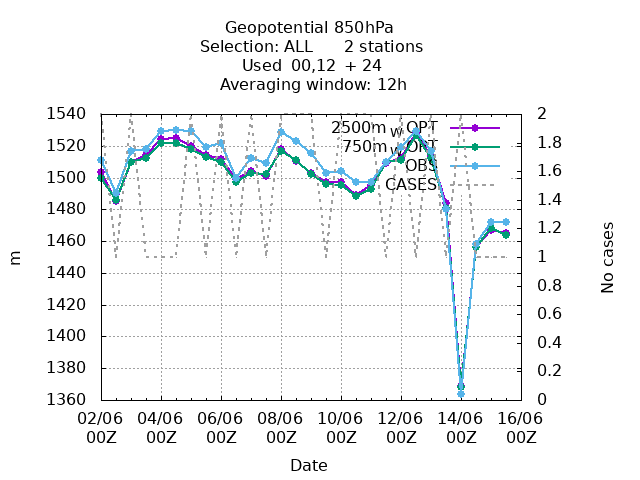 Geopotential 850hPa
Selection: ALL 2 stations
Used 00,12 + 24
Averaging window: 12h
1540
1520
1500
1480
1460
1440
1420
1400
1380
1360
2
1.8
1.6
1.4
1.2
1
0.8
0.6
0.4
0.2
0
2500m w OPT
750m w OPT
OBS
CASES
m
No cases
02/06 04/06 06/06 08/06 10/06 12/06 14/06 16/06
00Z 00Z 00Z 00Z 00Z 00Z 00Z 00Z
Date